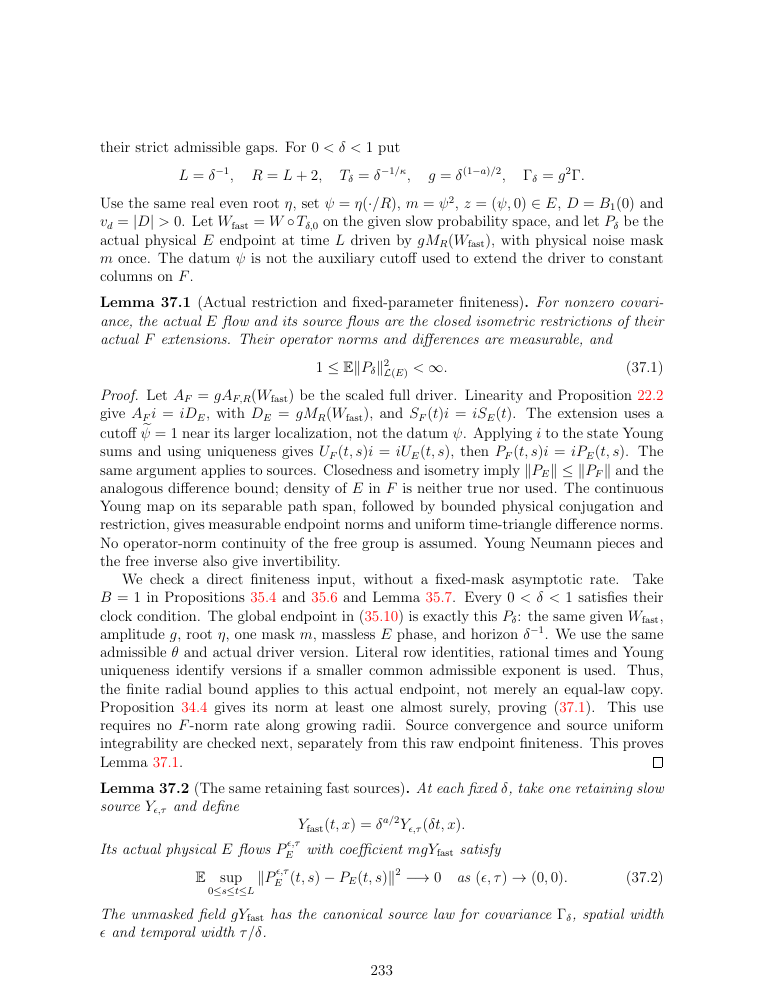 their strict admissible gaps. For 0 < δ < 1 put
L = δ⁻¹, R = L + 2, T_δ = δ^{−1/κ}, g = δ^{(1−a)/2}, Γ_δ = g²Γ.
Use the same real even root η, set ψ = η(·/R), m = ψ², z = (ψ, 0) ∈ E, D = B₁(0) and
v_d = |D| > 0. Let W_fast = W ∘ T_{δ,0} on the given slow probability space, and let P_δ be the
actual physical E endpoint at time L driven by gM_R(W_fast), with physical noise mask
m once. The datum ψ is not the auxiliary cutoff used to extend the driver to constant
columns on F.
Lemma 37.1 (Actual restriction and fixed-parameter finiteness). For nonzero covari-
ance, the actual E flow and its source flows are the closed isometric restrictions of their
actual F extensions. Their operator norms and differences are measurable, and
1 ≤ 𝔼‖P_δ‖²_{ℒ(E)} < ∞. (37.1)
Proof. Let A_F = gA_{F,R}(W_fast) be the scaled full driver. Linearity and Proposition 22.2
give A_F i = iD_E, with D_E = gM_R(W_fast), and S_F(t)i = iS_E(t). The extension uses a
cutoff ψ̃ = 1 near its larger localization, not the datum ψ. Applying i to the state Young
sums and using uniqueness gives U_F(t, s)i = iU_E(t, s), then P_F(t, s)i = iP_E(t, s). The
same argument applies to sources. Closedness and isometry imply ‖P_E‖ ≤ ‖P_F‖ and the
analogous difference bound; density of E in F is neither true nor used. The continuous
Young map on its separable path span, followed by bounded physical conjugation and
restriction, gives measurable endpoint norms and uniform time-triangle difference norms.
No operator-norm continuity of the free group is assumed. Young Neumann pieces and
the free inverse also give invertibility.
We check a direct finiteness input, without a fixed-mask asymptotic rate. Take
B = 1 in Propositions 35.4 and 35.6 and Lemma 35.7. Every 0 < δ < 1 satisfies their
clock condition. The global endpoint in (35.10) is exactly this P_δ: the same given W_fast,
amplitude g, root η, one mask m, massless E phase, and horizon δ⁻¹. We use the same
admissible θ and actual driver version. Literal row identities, rational times and Young
uniqueness identify versions if a smaller common admissible exponent is used. Thus,
the finite radial bound applies to this actual endpoint, not merely an equal-law copy.
Proposition 34.4 gives its norm at least one almost surely, proving (37.1). This use
requires no F-norm rate along growing radii. Source convergence and source uniform
integrability are checked next, separately from this raw endpoint finiteness. This proves
Lemma 37.1. □
Lemma 37.2 (The same retaining fast sources). At each fixed δ, take one retaining slow
source Y_{ϵ,τ} and define
Y_fast(t, x) = δ^{a/2}Y_{ϵ,τ}(δt, x).
Its actual physical E flows P_E^{ϵ,τ} with coefficient mgY_fast satisfy
𝔼 sup_{0≤s≤t≤L} ‖P_E^{ϵ,τ}(t, s) − P_E(t, s)‖² ⟶ 0 as (ϵ, τ) → (0, 0). (37.2)
The unmasked field gY_fast has the canonical source law for covariance Γ_δ, spatial width
ϵ and temporal width τ/δ.
233